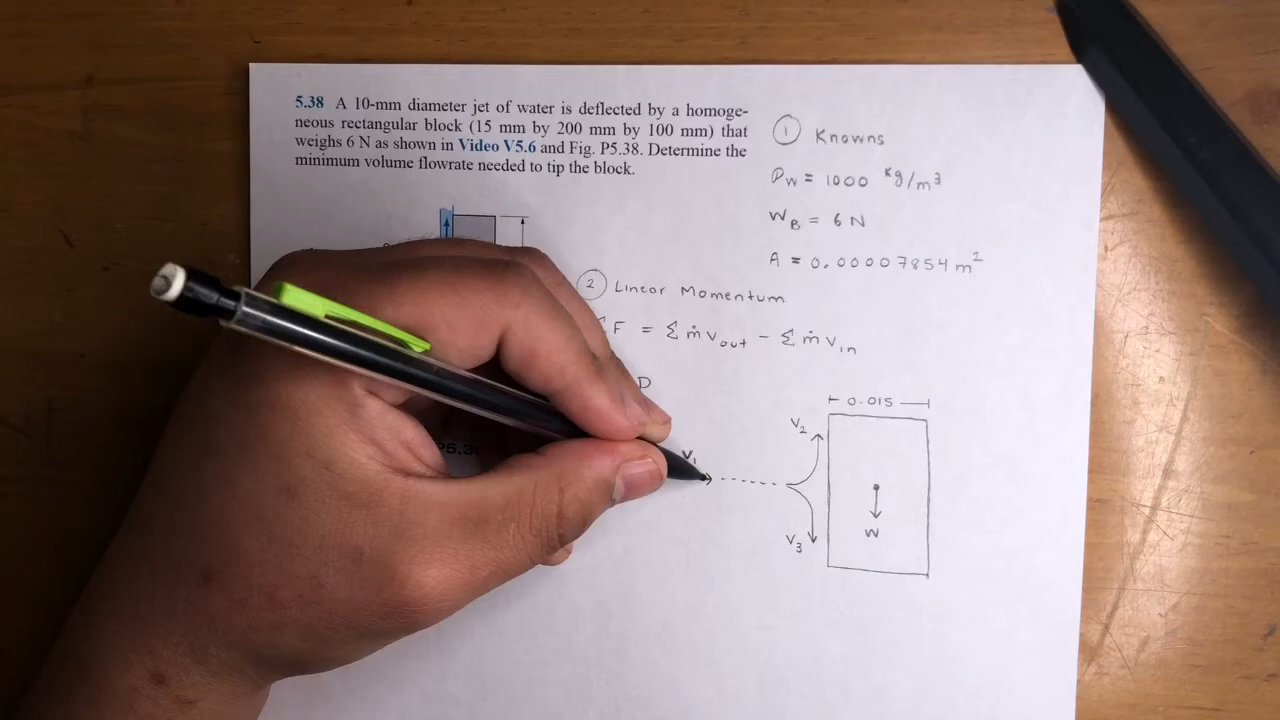 5.38 A 10-mm diameter jet of water is deflected by a homoge-
neous rectangular block (15 mm by 200 mm by 100 mm) that
weighs 6 N as shown in Video V5.6 and Fig. P5.38. Determine the
minimum volume flowrate needed to tip the block.
1 Knowns
ρw = 1000 kg/m³
WB = 6 N
A = 0.00007854 m²
2 Linear Momentum
F = Σ ṁ Vout - Σ ṁ Vin
D
0.015
V2
V1
W
V3